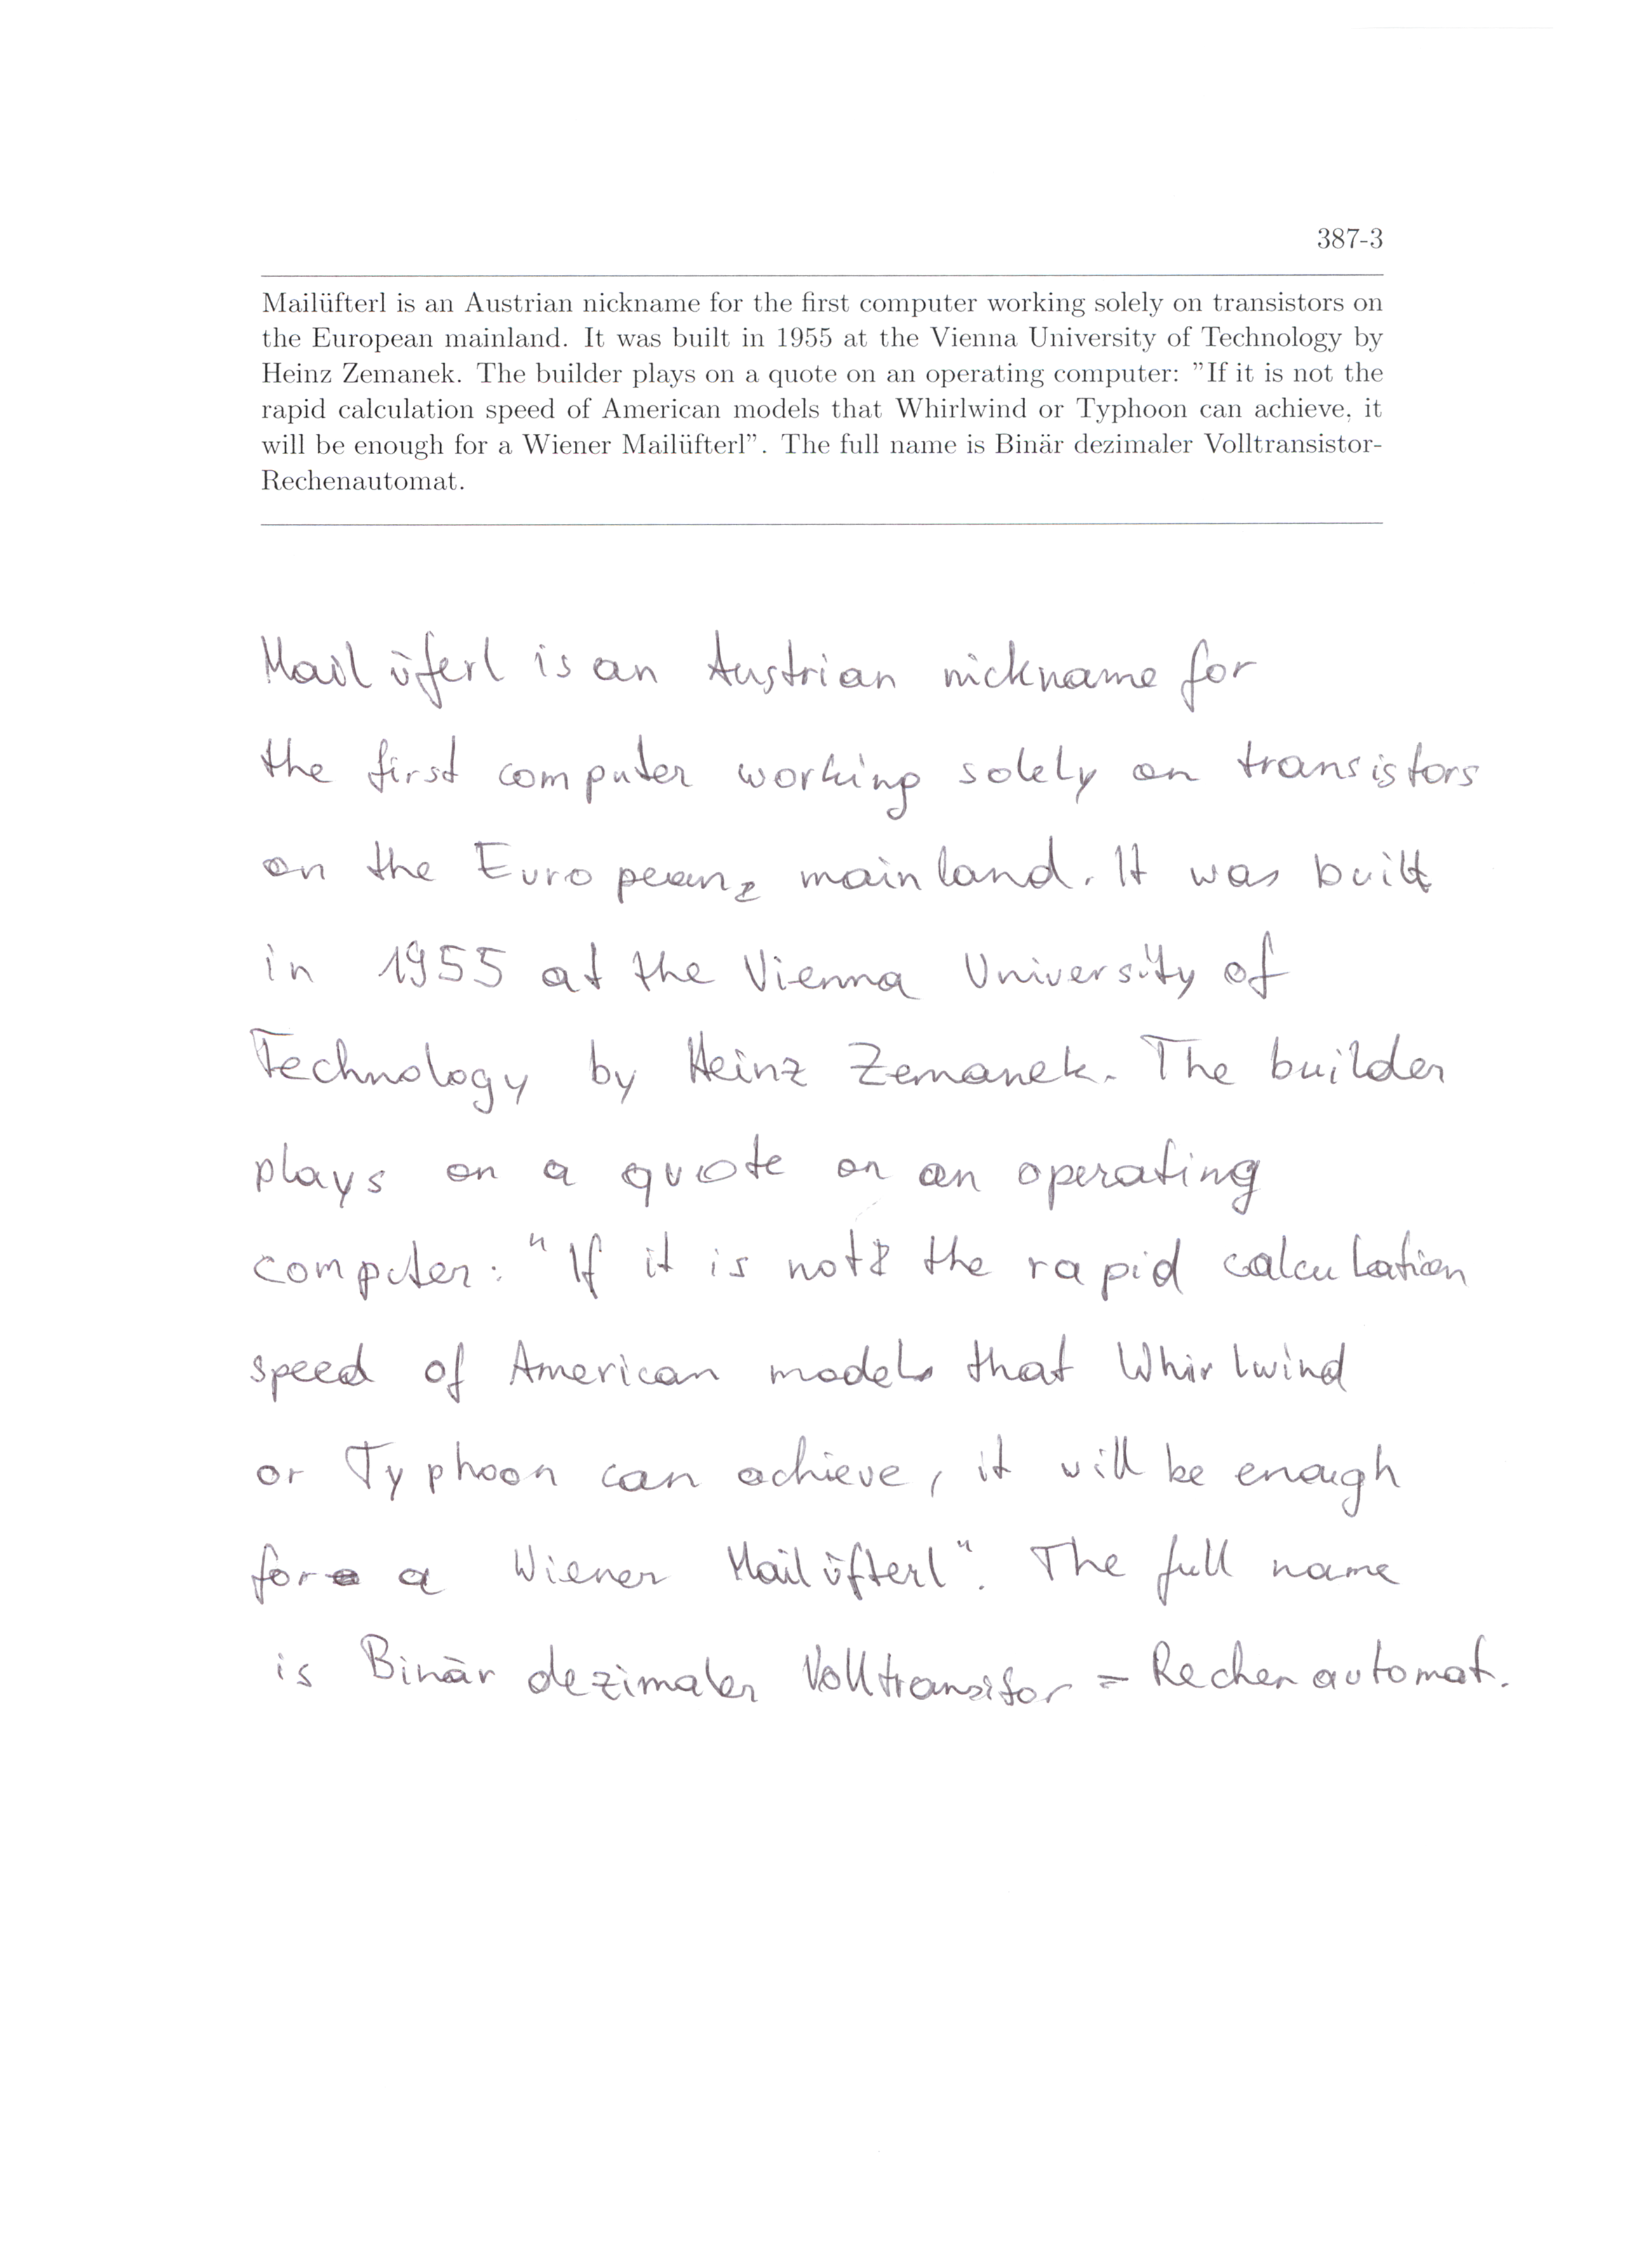 387-3
Mailüfterl is an Austrian nickname for the first computer working solely on transistors on
the European mainland. It was built in 1955 at the Vienna University of Technology by
Heinz Zemanek. The builder plays on a quote on an operating computer: ”If it is not the
rapid calculation speed of American models that Whirlwind or Typhoon can achieve, it
will be enough for a Wiener Mailüfterl”. The full name is Binär dezimaler Volltransistor-
Rechenautomat.
Mailüferl is an Austrian nickname for
the first computer working solely on transistors
on the European mainland. It was built
in 1955 at the Vienna University of
Technology by Heinz Zemanek. The builder
plays on a quote on an operating
computer: "If it is not the rapid calculation
speed of American models that Whirlwind
or Typhoon can achieve, it will be enough
for a Wiener Mailüfterl". The full name
is Binär dezimaler Volltransitor = Rechenautomat.